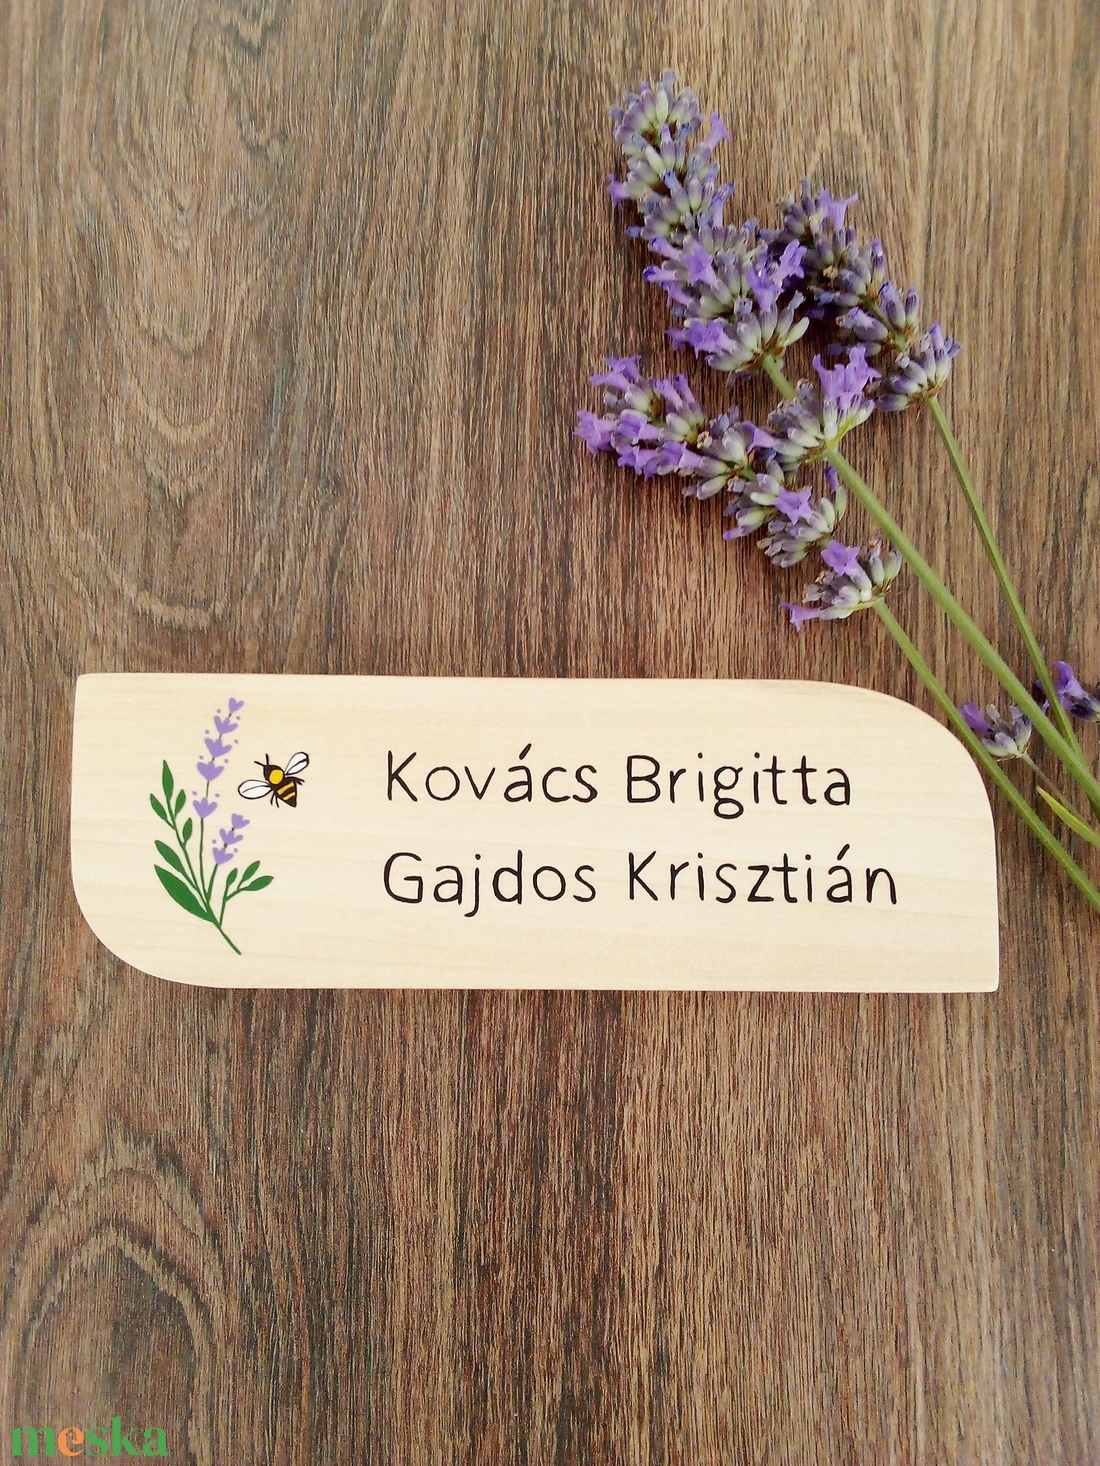 Kovács Brigitta
Gajdos Krisztián
meska